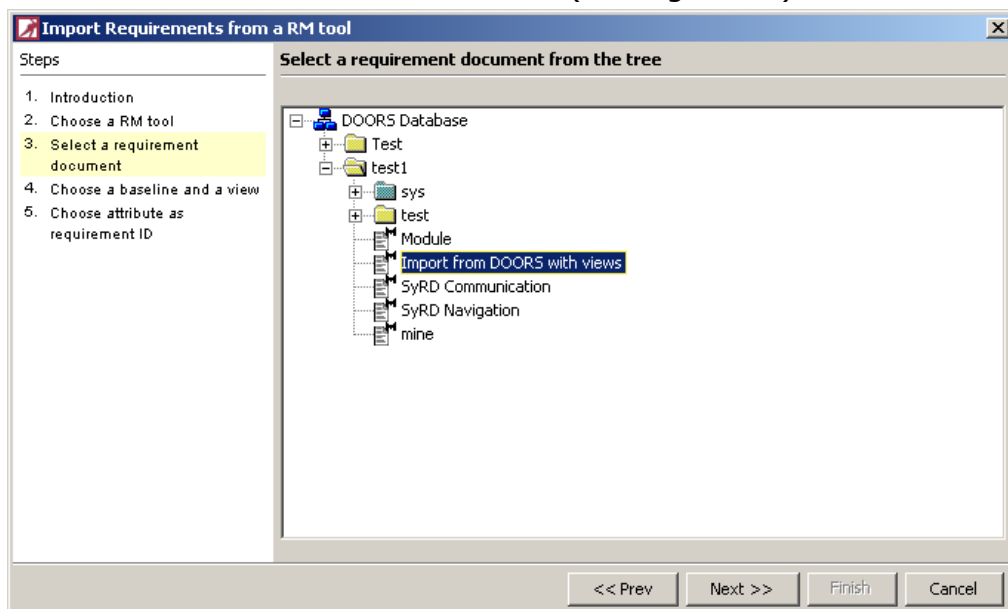 Import Requirements from a RM tool
Steps
1. Introduction
2. Choose a RM tool
3. Select a requirement
document
4. Choose a baseline and a view
5. Choose attribute as
requirement ID
Select a requirement document from the tree
DOORS Database
Test
test1
sys
test
Module
Import from DOORS with views
SyRD Communication
SyRD Navigation
mine
<< Prev
Next >>
Finish
Cancel